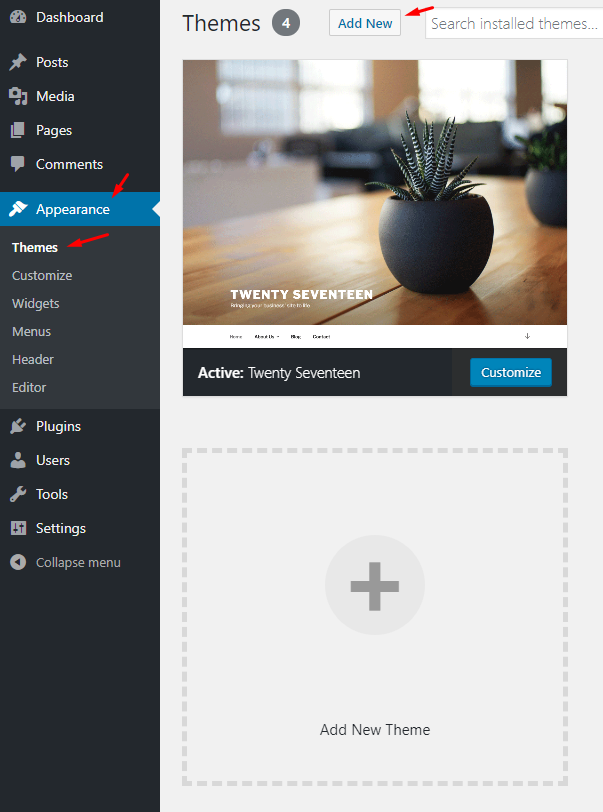 Dashboard
Posts
Media
Pages
Comments
Appearance
Themes
Customize
Widgets
Menus
Header
Editor
Plugins
Users
Tools
Settings
Collapse menu
Themes 4 Add New Search installed themes...
TWENTY SEVENTEEN
Bringing your business' site to life
Home About Us Blog Contact
Active: Twenty Seventeen Customize
Add New Theme